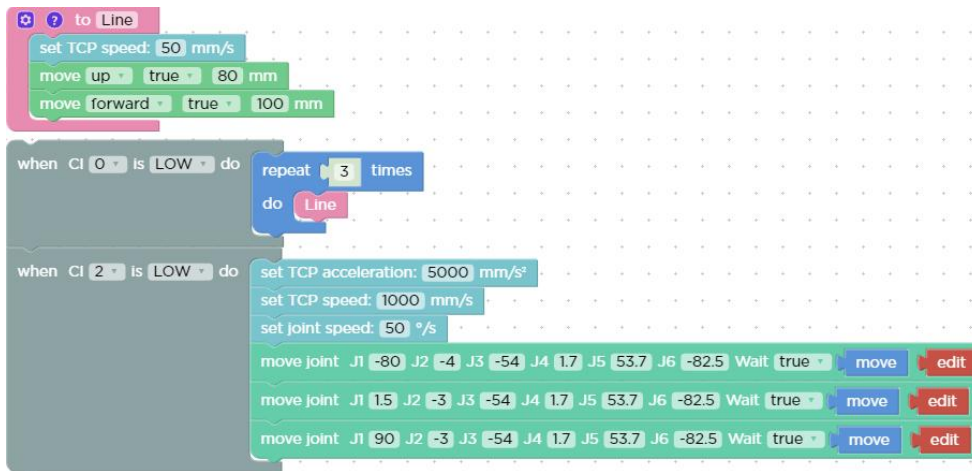 ? to Line
set TCP speed: 50 mm/s
move up true 80 mm
move forward true 100 mm
when CI 0 is LOW do repeat 3 times
do Line
when CI 2 is LOW do set TCP acceleration: 5000 mm/s²
set TCP speed: 1000 mm/s
set joint speed: 50 °/s
move joint J1 -80 J2 -4 J3 -54 J4 1.7 J5 53.7 J6 -82.5 Wait true move edit
move joint J1 1.5 J2 -3 J3 -54 J4 1.7 J5 53.7 J6 -82.5 Wait true move edit
move joint J1 90 J2 -3 J3 -54 J4 1.7 J5 53.7 J6 -82.5 Wait true move edit